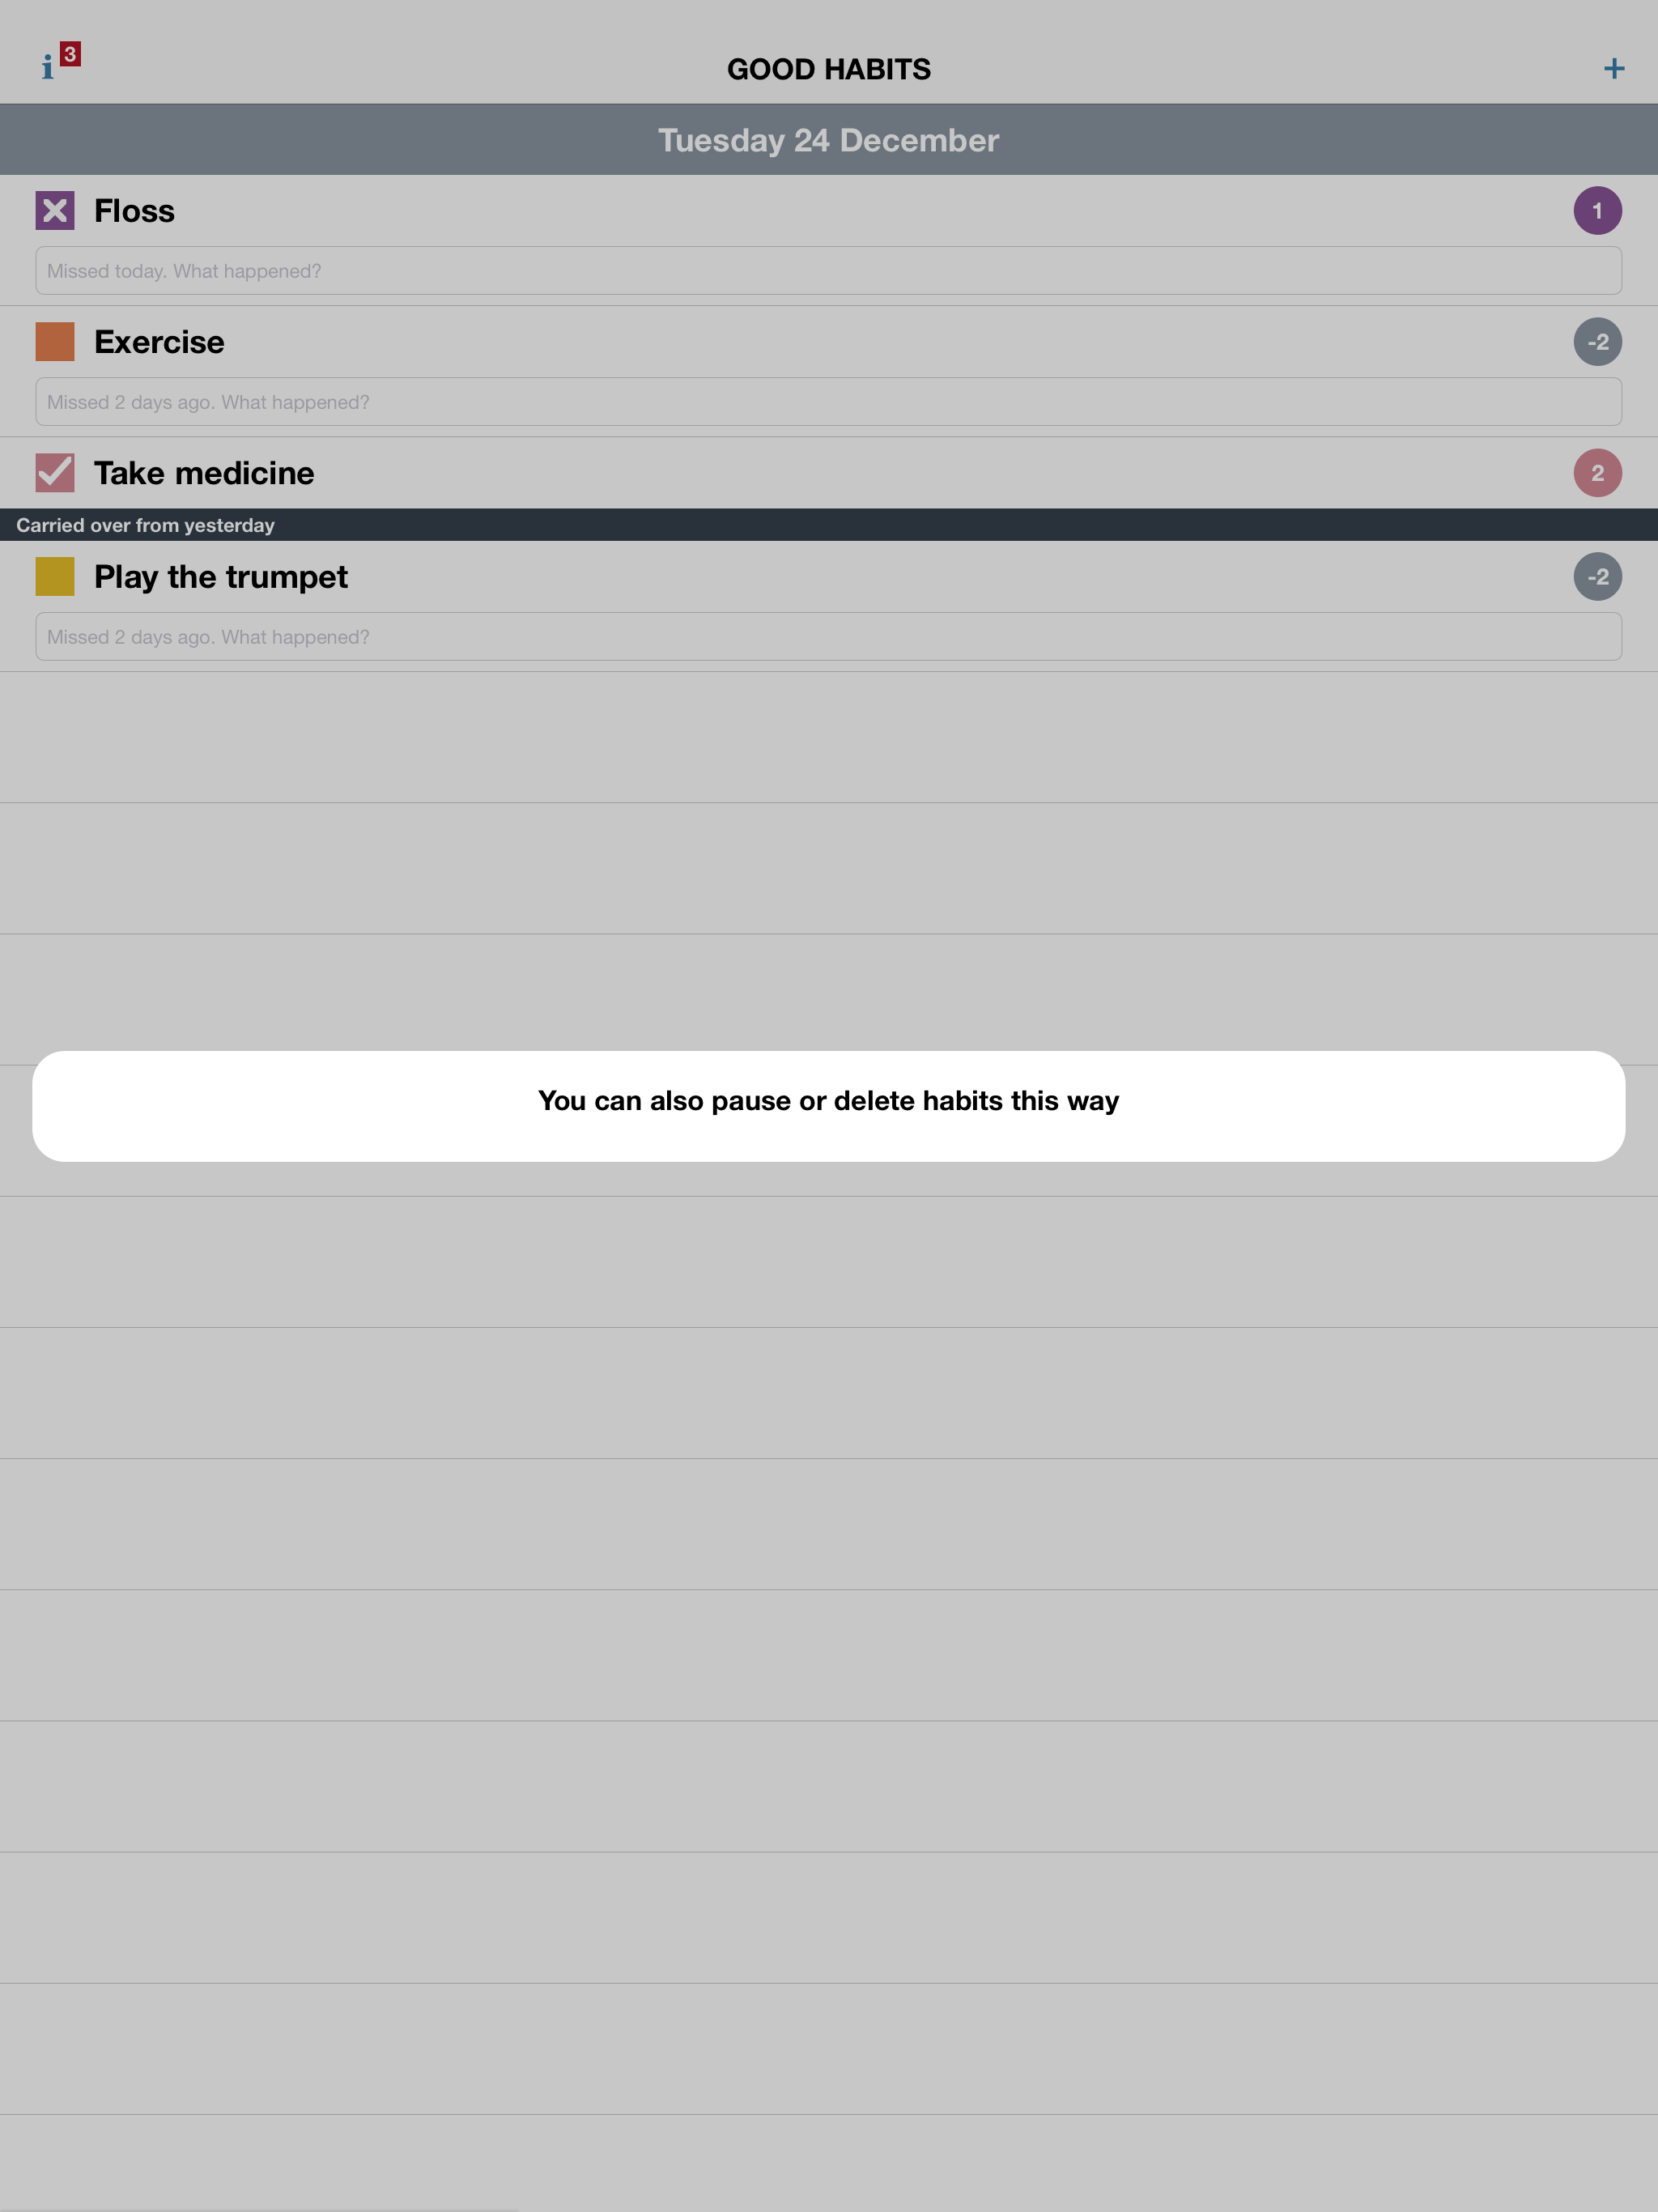 i 3
GOOD HABITS
+
Tuesday 24 December
Floss
1
Missed today. What happened?
Exercise
-2
Missed 2 days ago. What happened?
Take medicine
2
Carried over from yesterday
Play the trumpet
-2
Missed 2 days ago. What happened?
You can also pause or delete habits this way